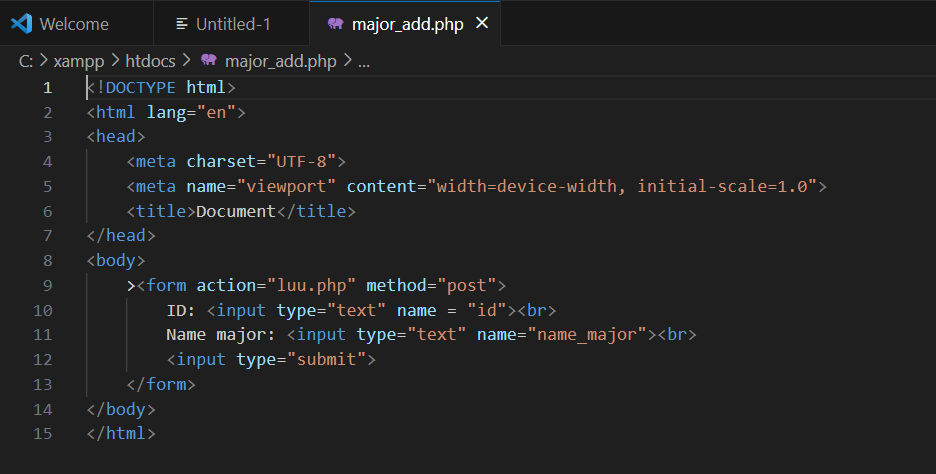 Welcome
Untitled-1
major_add.php
C: > xampp > htdocs > major_add.php > ...
1 <!DOCTYPE html>
2 <html lang="en">
3 <head>
4     <meta charset="UTF-8">
5     <meta name="viewport" content="width=device-width, initial-scale=1.0">
6     <title>Document</title>
7 </head>
8 <body>
9     ><form action="luu.php" method="post">
10         ID: <input type="text" name = "id"><br>
11         Name major: <input type="text" name="name_major"><br>
12         <input type="submit">
13     </form>
14 </body>
15 </html>